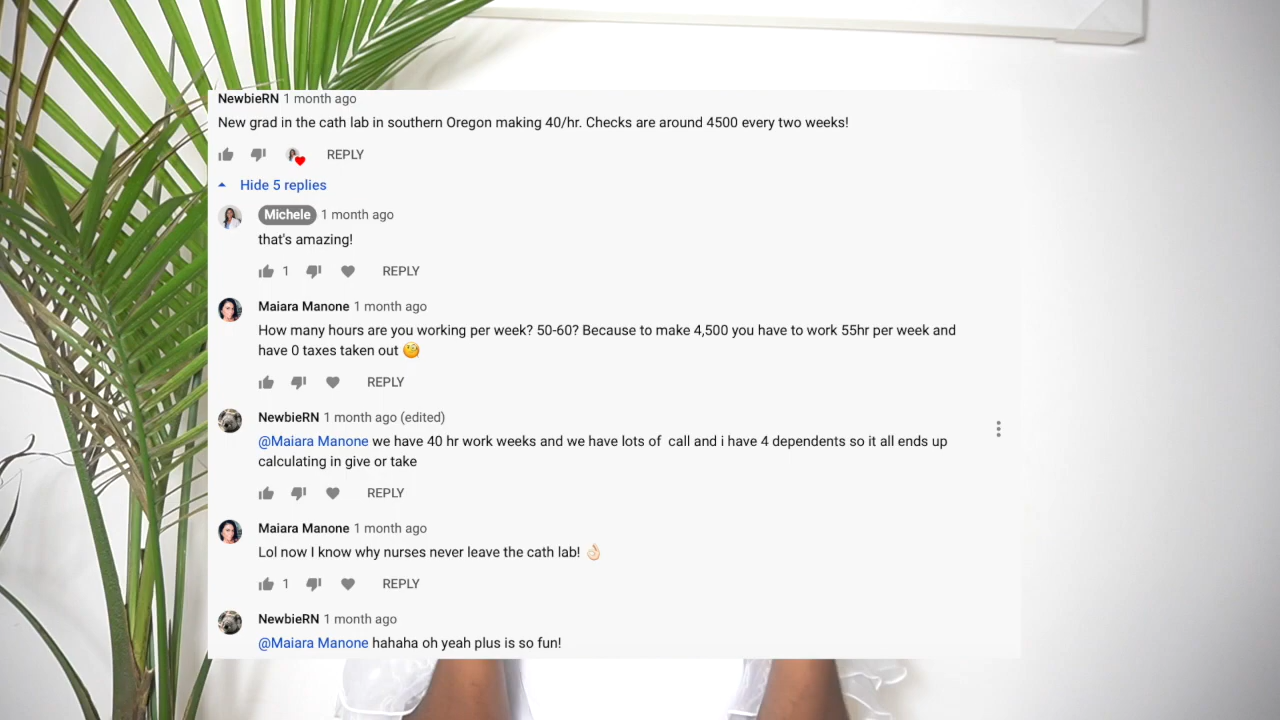 NewbieRN 1 month ago
New grad in the cath lab in southern Oregon making 40/hr. Checks are around 4500 every two weeks!
REPLY
Hide 5 replies
Michele 1 month ago
that's amazing!
1 REPLY
Maiara Manone 1 month ago
How many hours are you working per week? 50-60? Because to make 4,500 you have to work 55hr per week and
have 0 taxes taken out 🧐
REPLY
NewbieRN 1 month ago (edited)
@Maiara Manone we have 40 hr work weeks and we have lots of call and i have 4 dependents so it all ends up
calculating in give or take
REPLY
Maiara Manone 1 month ago
Lol now I know why nurses never leave the cath lab! 👌🏻
1 REPLY
NewbieRN 1 month ago
@Maiara Manone hahaha oh yeah plus is so fun!